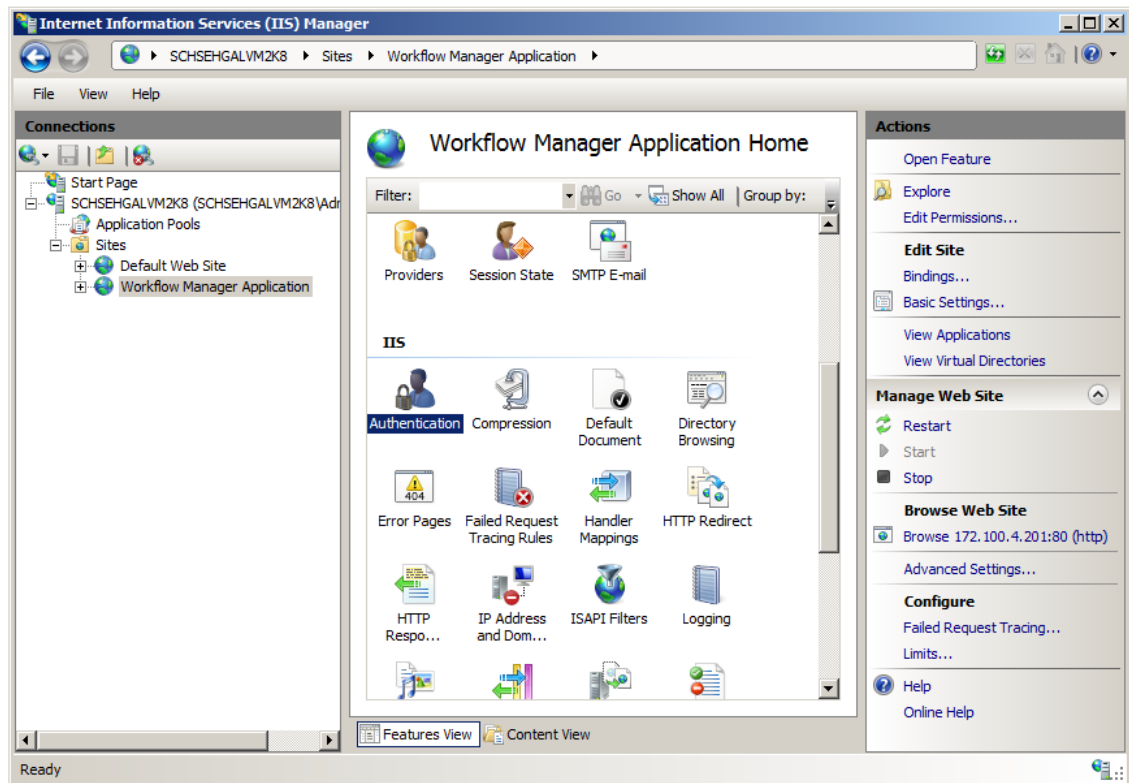 Internet Information Services (IIS) Manager
SCHSEHGALVM2K8 Sites Workflow Manager Application
File View Help
Connections
Start Page
SCHSEHGALVM2K8 (SCHSEHGALVM2K8\Adr
Application Pools
Sites
Default Web Site
Workflow Manager Application
Workflow Manager Application Home
Filter: Go Show All Group by:
Providers Session State SMTP E-mail
IIS
Authentication Compression Default Directory
Document Browsing
404
Error Pages Failed Request Handler HTTP Redirect
Tracing Rules Mappings
HTTP IP Address ISAPI Filters Logging
Respo... and Dom...
Features View Content View
Actions
Open Feature
Explore
Edit Permissions...
Edit Site
Bindings...
Basic Settings...
View Applications
View Virtual Directories
Manage Web Site
Restart
Start
Stop
Browse Web Site
Browse 172.100.4.201:80 (http)
Advanced Settings...
Configure
Failed Request Tracing...
Limits...
Help
Online Help
Ready